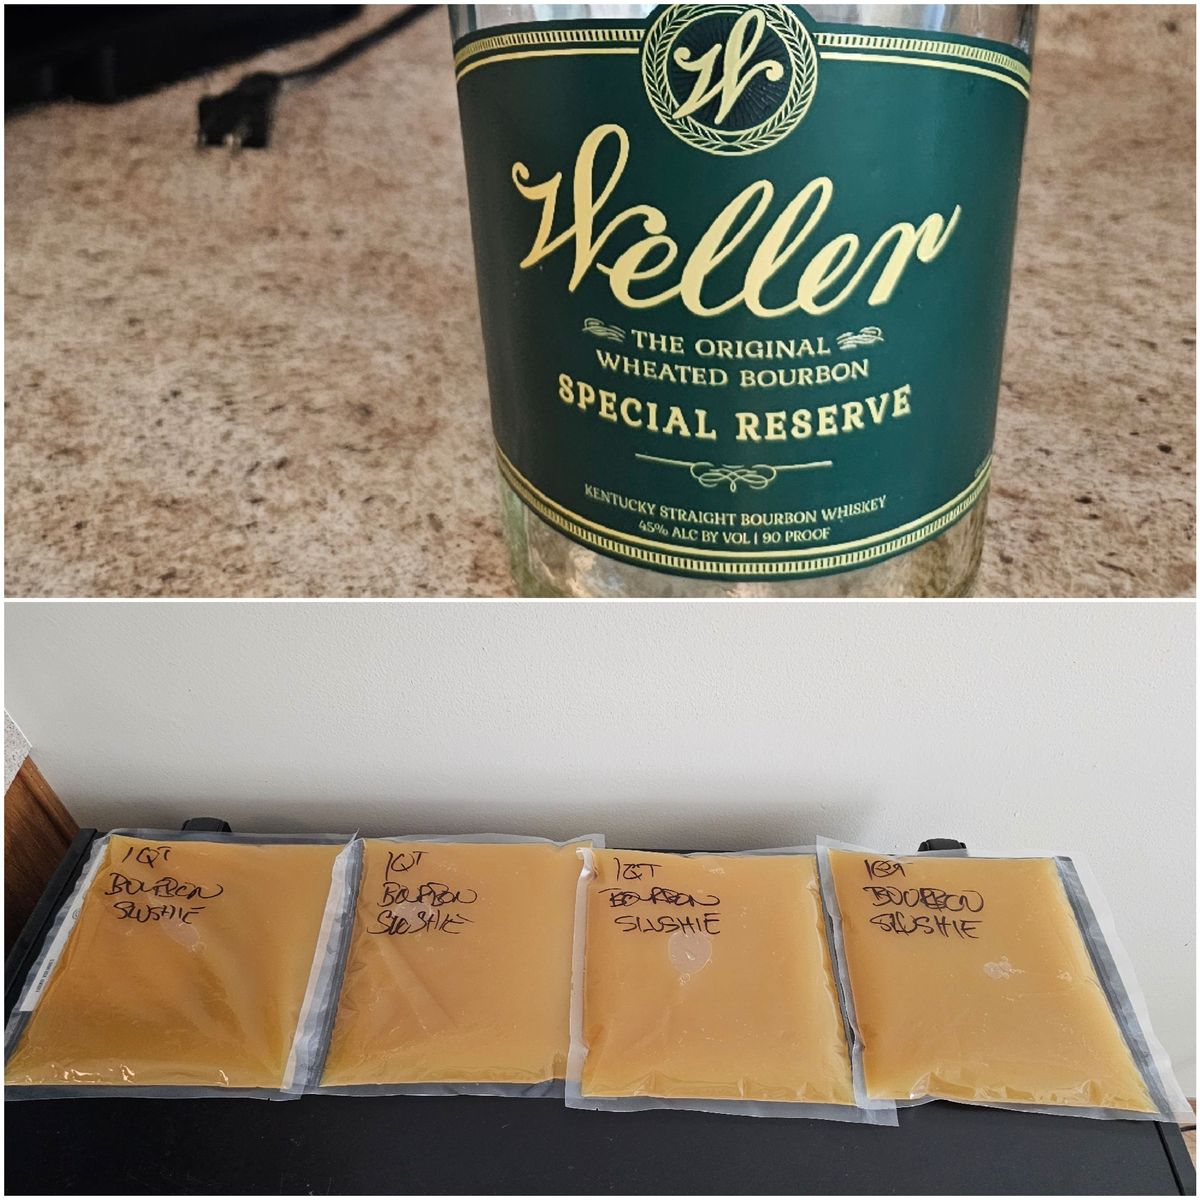 W
Weller
THE ORIGINAL
WHEATED BOURBON
SPECIAL RESERVE
KENTUCKY STRAIGHT BOURBON WHISKEY
45% ALC BY VOL | 90 PROOF
1QT
BOURBON
SLUSHIE
1QT
BOURBON
SLUSHIE
1QT
BOURBON
SLUSHIE
1QT
BOURBON
SLUSHIE